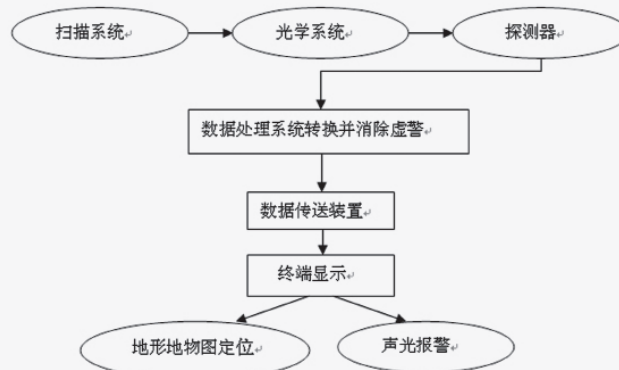 扫描系统
光学系统
探测器
数据处理系统转换并消除虚警
数据传送装置
终端显示
地形地物图定位
声光报警